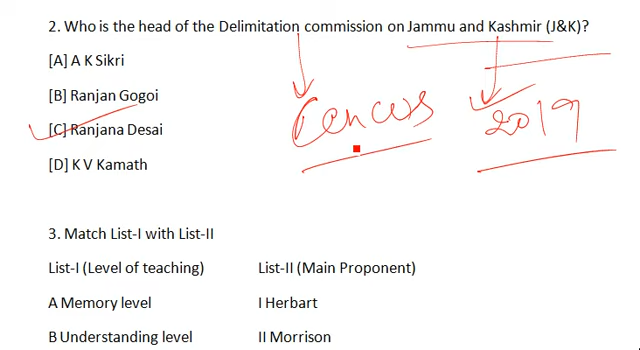 2. Who is the head of the Delimitation commission on Jammu and Kashmir (J&K)?
[A] A K Sikri
[B] Ranjan Gogoi
Cencus 2019
[C] Ranjana Desai
[D] K V Kamath
3. Match List-I with List-II
List-I (Level of teaching) List-II (Main Proponent)
A Memory level I Herbart
B Understanding level II Morrison